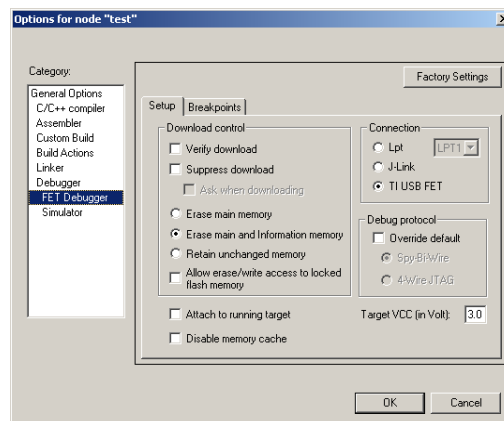 Options for node "test"
Category:
General Options
C/C++ compiler
Assembler
Custom Build
Build Actions
Linker
Debugger
FET Debugger
Simulator
Factory Settings
Setup
Breakpoints
Download control
Verify download
Suppress download
Ask when downloading
Erase main memory
Erase main and Information memory
Retain unchanged memory
Allow erase/write access to locked
flash memory
Attach to running target
Disable memory cache
Connection
Lpt
LPT1
J-Link
TI USB FET
Debug protocol
Override default
Spy-Bi-Wire
4-Wire JTAG
Target VCC (in Volt):
3.0
OK
Cancel